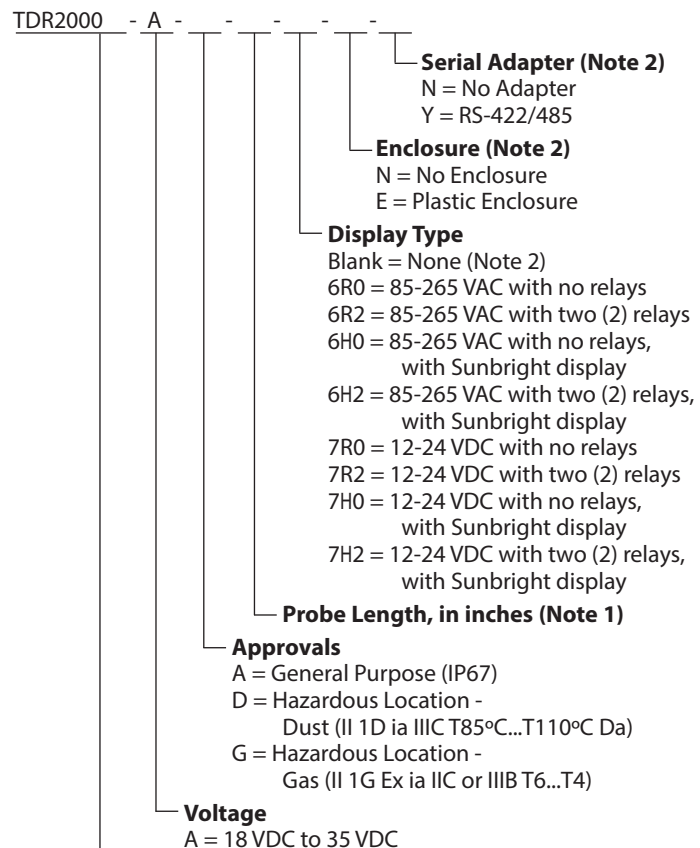 TDR2000 - A - - - - -
Serial Adapter (Note 2)
N = No Adapter
Y = RS-422/485
Enclosure (Note 2)
N = No Enclosure
E = Plastic Enclosure
Display Type
Blank = None (Note 2)
6R0 = 85-265 VAC with no relays
6R2 = 85-265 VAC with two (2) relays
6H0 = 85-265 VAC with no relays,
with Sunbright display
6H2 = 85-265 VAC with two (2) relays,
with Sunbright display
7R0 = 12-24 VDC with no relays
7R2 = 12-24 VDC with two (2) relays
7H0 = 12-24 VDC with no relays,
with Sunbright display
7H2 = 12-24 VDC with two (2) relays,
with Sunbright display
Probe Length, in inches (Note 1)
Approvals
A = General Purpose (IP67)
D = Hazardous Location -
Dust (II 1D ia IIIC T85ºC...T110ºC Da)
G = Hazardous Location -
Gas (II 1G Ex ia IIC or IIIB T6...T4)
Voltage
A = 18 VDC to 35 VDC